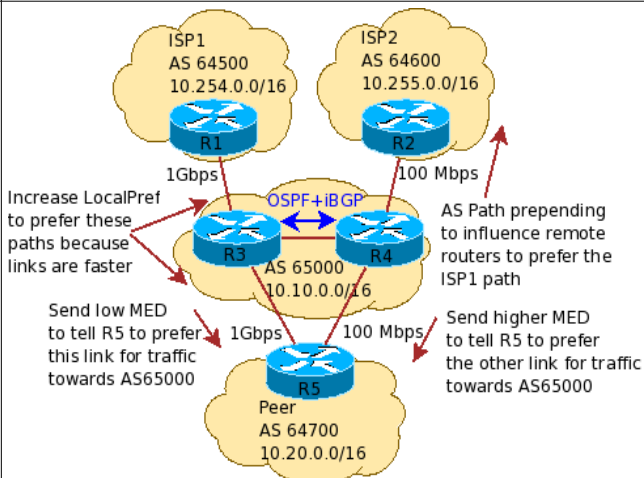 ISP1
AS 64500
10.254.0.0/16
R1
ISP2
AS 64600
10.255.0.0/16
R2
1Gbps
100 Mbps
Increase LocalPref
to prefer these
paths because
links are faster
OSPF+iBGP
R3
R4
AS 65000
10.10.0.0/16
AS Path prepending
to influence remote
routers to prefer the
ISP1 path
Send low MED
to tell R5 to prefer
this link for traffic
towards AS65000
1Gbps
100 Mbps
Send higher MED
to tell R5 to prefer
the other link for traffic
towards AS65000
R5
Peer
AS 64700
10.20.0.0/16